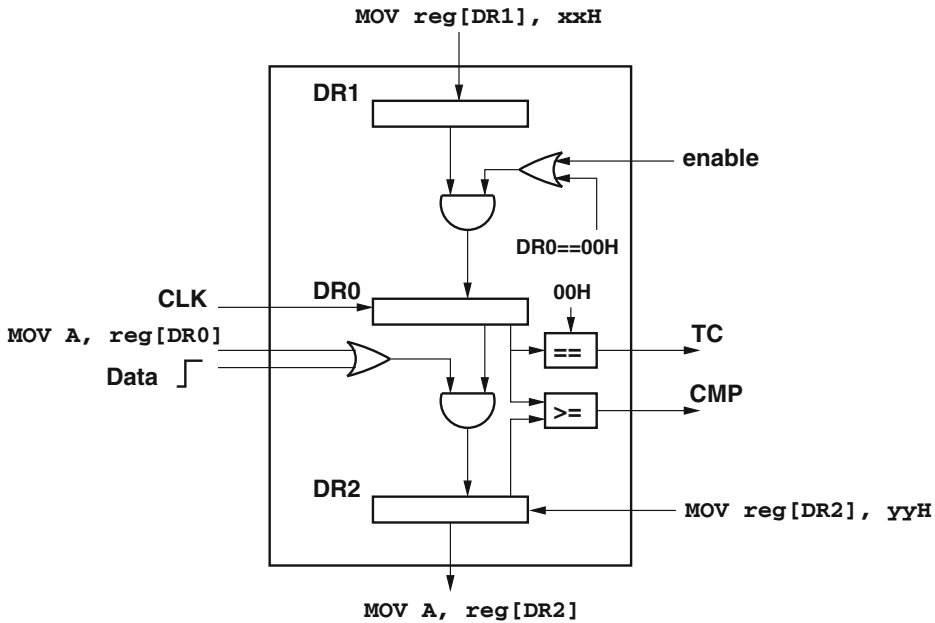 MOV reg[DR1], xxH
DR1
enable
DR0==00H
DR0
00H
CLK
MOV A, reg[DR0]
==
TC
Data
>=
CMP
DR2
MOV reg[DR2], yyH
MOV A, reg[DR2]